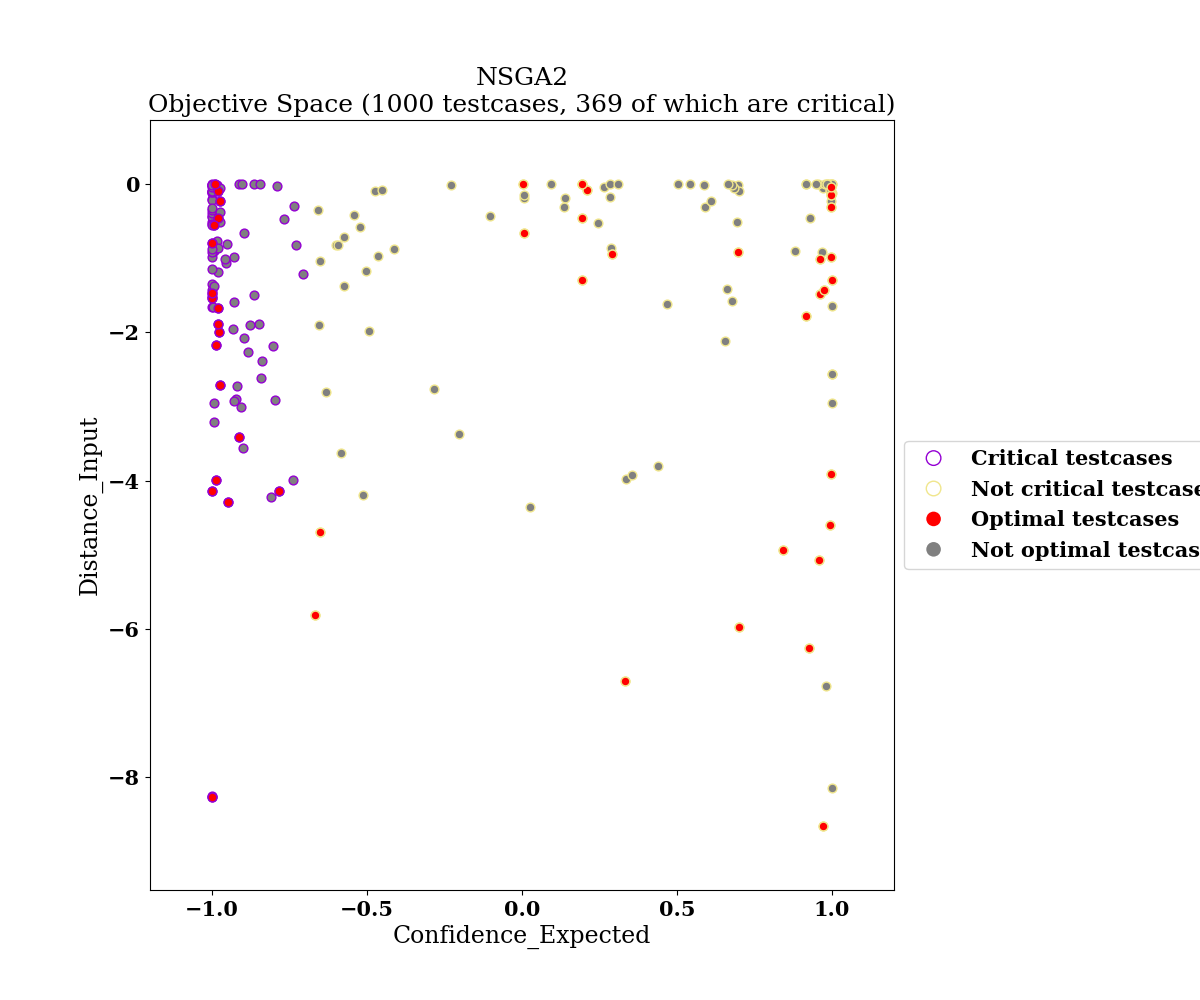 NSGA2
Objective Space (1000 testcases, 369 of which are critical)
0
−2
−4
−6
−8
Distance_Input
−1.0
−0.5
0.0
0.5
1.0
Confidence_Expected
Critical testcases
Not critical testcase
Optimal testcases
Not optimal testcas